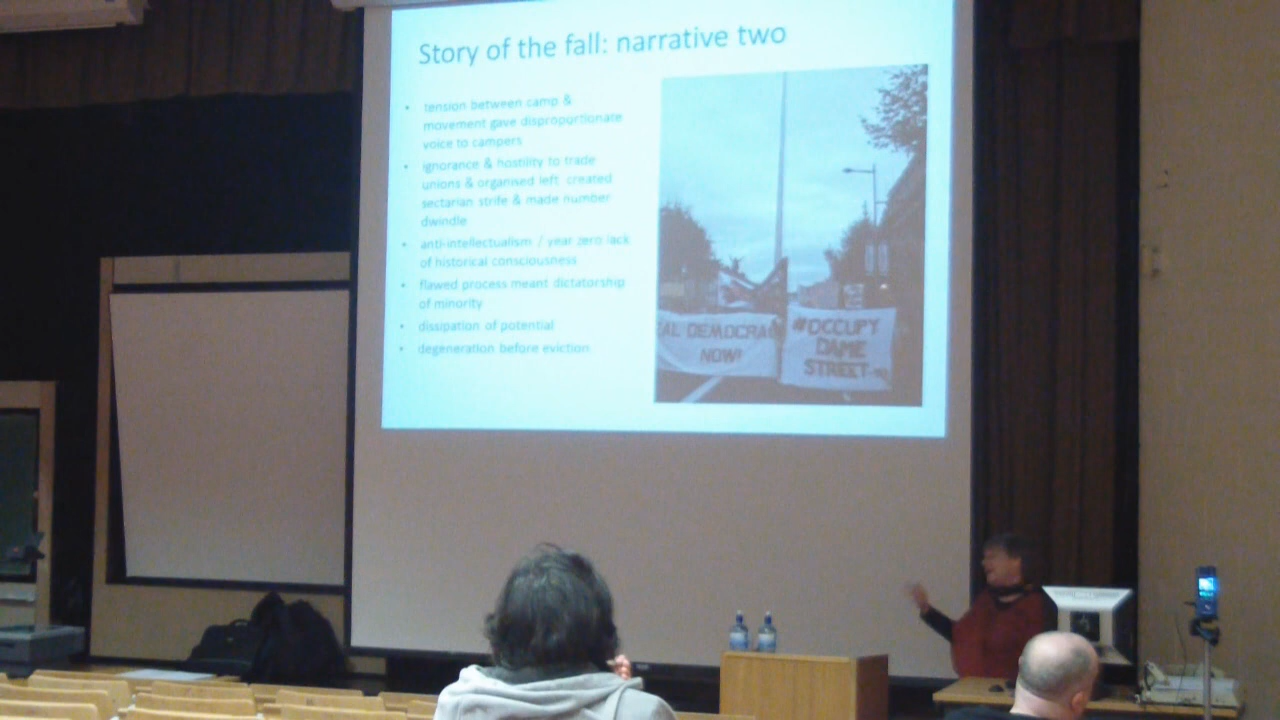 Story of the fall: narrative two
• tension between camp &
movement gave disproportionate
voice to campers
• ignorance & hostility to trade
unions & organised left created
sectarian strife & made number
dwindle
• anti-intellectualism / year zero lack
of historical consciousness
• flawed process meant dictatorship
of minority
• dissipation of potential
• degeneration before eviction
AL DEMOCRAC
NOW!
#OCCUPY
DAME
STREET